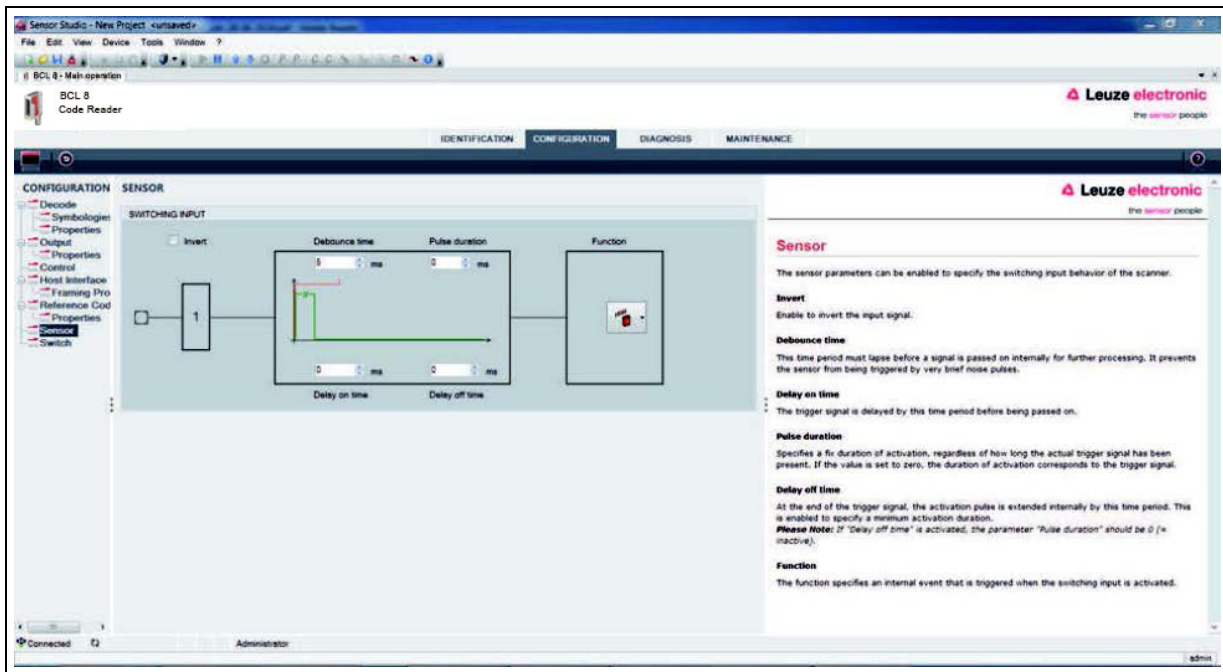 Sensor Studio - New Project <unsaved>
File Edit View Device Tools Window ?
BCL 8 - Main operation
BCL 8
Code Reader
Leuze electronic
the sensor people
IDENTIFICATION CONFIGURATION DIAGNOSIS MAINTENANCE
CONFIGURATION
Decode
Symbologies
Properties
Output
Properties
Control
Host Interface
Framing Pro
Reference Cod
Properties
Sensor
Switch
SENSOR
SWITCHING INPUT
Invert
Debounce time
Pulse duration
Function
5 ms
0 ms
1
0 ms
0 ms
Delay on time
Delay off time
Leuze electronic
the sensor people
Sensor
The sensor parameters can be enabled to specify the switching input behavior of the scanner.
Invert
Enable to invert the input signal.
Debounce time
This time period must lapse before a signal is passed on internally for further processing. It prevents
the sensor from being triggered by very brief noise pulses.
Delay on time
The trigger signal is delayed by this time period before being passed on.
Pulse duration
Specifies a fix duration of activation, regardless of how long the actual trigger signal has been
present. If the value is set to zero, the duration of activation corresponds to the trigger signal.
Delay off time
At the end of the trigger signal, the activation pulse is extended internally by this time period. This
is enabled to specify a minimum activation duration.
Please Note: If "Delay off time" is activated, the parameter "Pulse duration" should be 0 (=
inactive).
Function
The function specifies an internal event that is triggered when the switching input is activated.
Connected
Administrator
admin